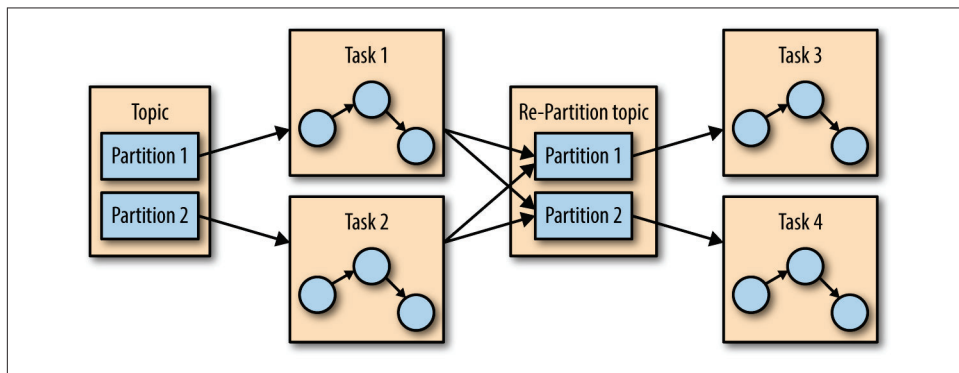 Topic
Partition 1
Partition 2
Task 1
Task 2
Re-Partition topic
Partition 1
Partition 2
Task 3
Task 4